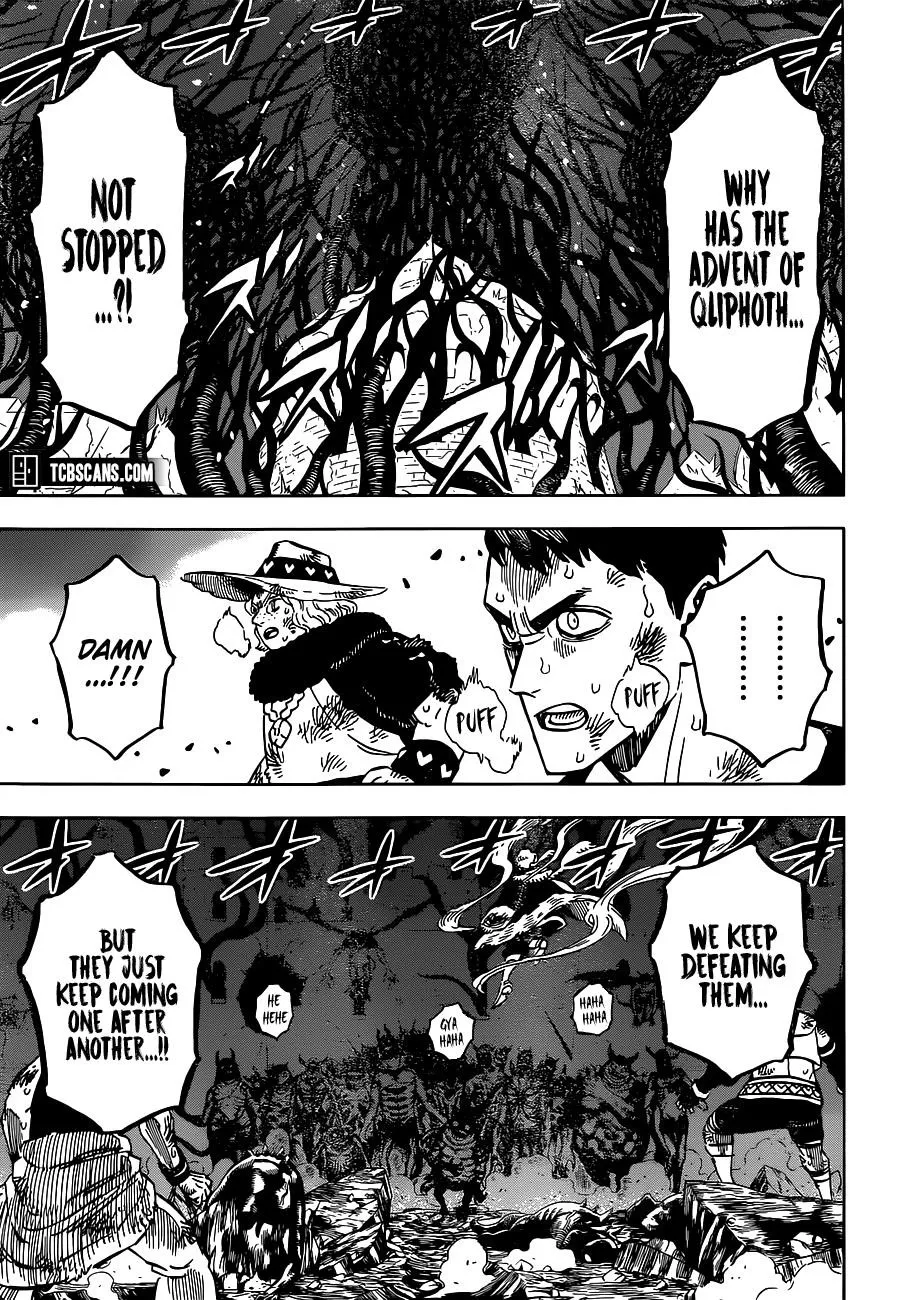 WHY
HAS THE
ADVENT OF
QLIPHOTH...
NOT
STOPPED
...?!
TCBSCANS.COM
. . . . . .
. . . . . .
PUFF
PUFF
DAMN
...!!!
WE KEEP
DEFEATING
THEM...
HAHA
HAHA
GYA
HAHA
HE
HEHE
BUT
THEY JUST
KEEP COMING
ONE AFTER
ANOTHER...!!